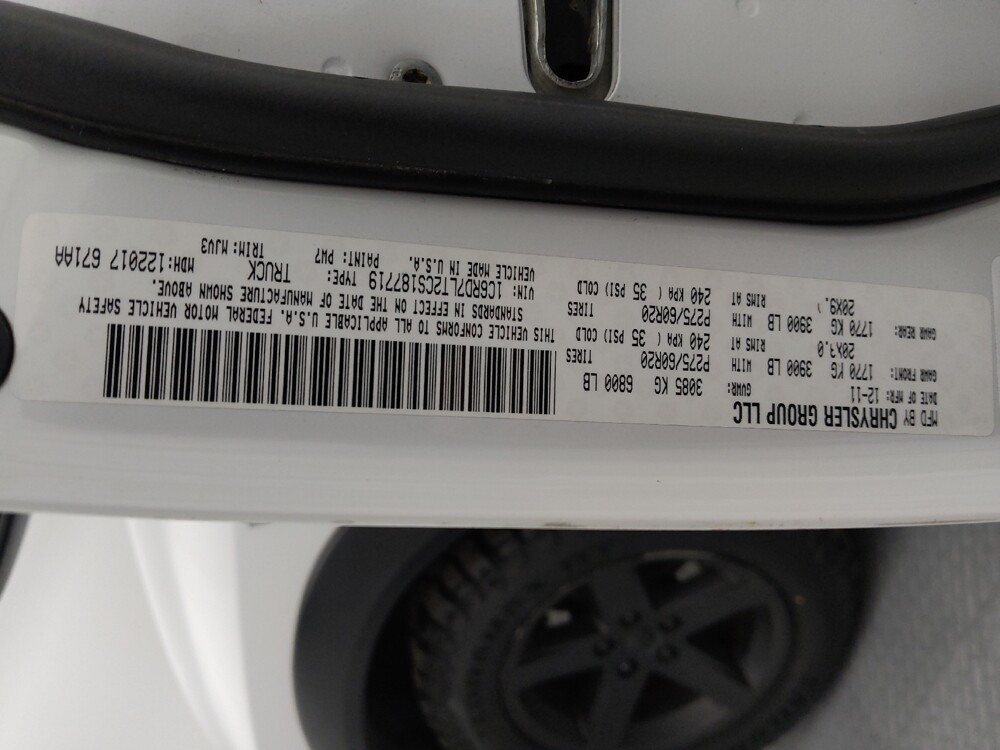 MFD BY CHRYSLER GROUP LLC
DATE OF MFR: 12-11 GVWR: 3085 KG 6800 LB
GAWR FRONT: WITH TIRES
1770 KG 3900 LB P275/60R20
RIMS AT
20X9.0 240 KPA ( 35 PSI) COLD
GAWR REAR: WITH TIRES
1770 KG 3900 LB P275/60R20
RIMS AT
20X9. 240 KPA ( 35 PSI) COLD
THIS VEHICLE CONFORMS TO ALL APPLICABLE U.S.A. FEDERAL MOTOR VEHICLE SAFETY
STANDARDS IN EFFECT ON THE DATE OF MANUFACTURE SHOWN ABOVE.
VIN: 1C6RD7LT2CS187719 TYPE: TRUCK MDH: 122017 671AA
VEHICLE MADE IN U.S.A. PAINT: PW7 TRIM: MJV3